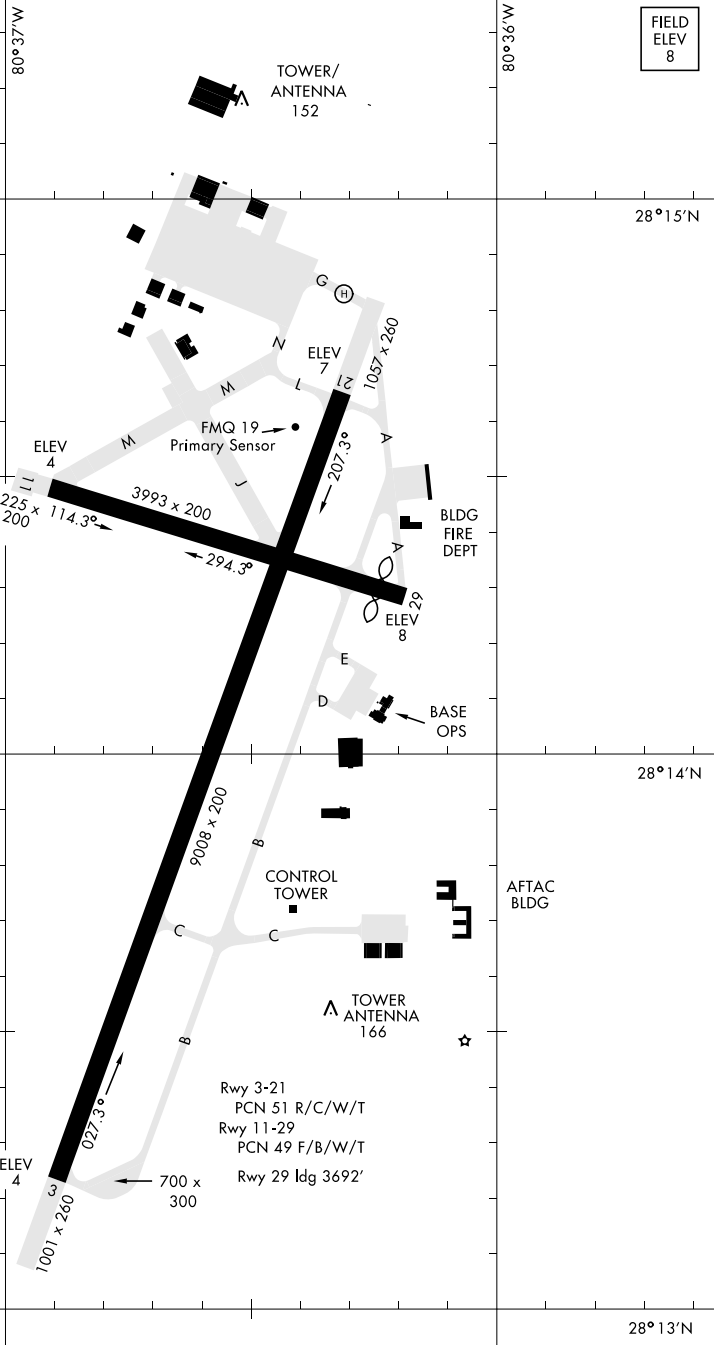 80°37'W
80°36'W
FIELD
ELEV
8
TOWER/
ANTENNA
152
28°15'N
G
H
N
ELEV
7
1057 x 260
21
L
M
M
A
FMQ 19
Primary Sensor
ELEV
4
207.3°
J
11
3993 x 200
225 x
200
114.3°
294.3°
BLDG
FIRE
DEPT
A
29
ELEV
8
E
D
BASE
OPS
28°14'N
9008 x 200
B
CONTROL
TOWER
AFTAC
BLDG
C
C
TOWER
ANTENNA
166
B
027.3°
Rwy 3-21
PCN 51 R/C/W/T
Rwy 11-29
PCN 49 F/B/W/T
Rwy 29 ldg 3692'
ELEV
4
3
700 x
300
1001 x 260
28°13'N